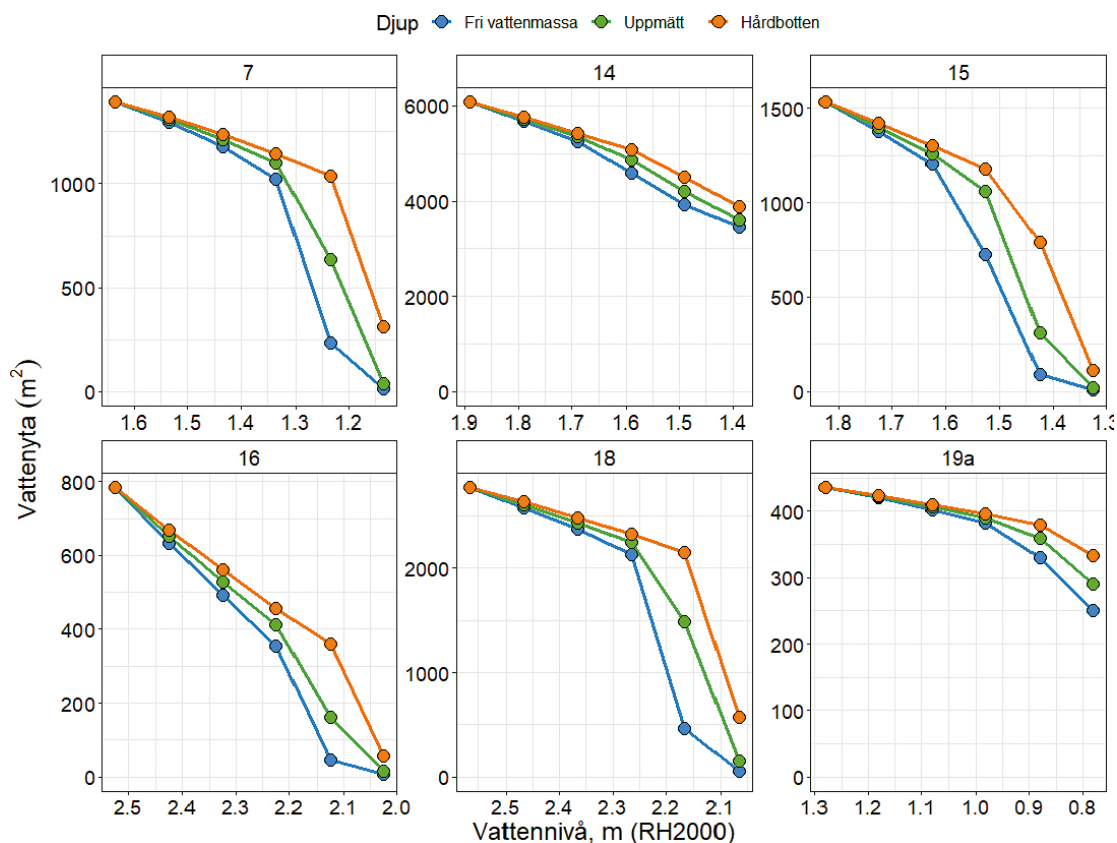 Djup Fri vattenmassa Uppmätt Hårdbotten
7 14 15
1000
500
0
6000
4000
2000
0
1500
1000
500
0
1.6 1.5 1.4 1.3 1.2
1.9 1.8 1.7 1.6 1.5 1.4
1.8 1.7 1.6 1.5 1.4 1.3
Vattenyta (m²)
16 18 19a
800
600
400
200
0
2000
1000
0
400
300
200
100
0
2.5 2.4 2.3 2.2 2.1 2.0
2.5 2.4 2.3 2.2 2.1
1.3 1.2 1.1 1.0 0.9 0.8
Vattennivå, m (RH2000)